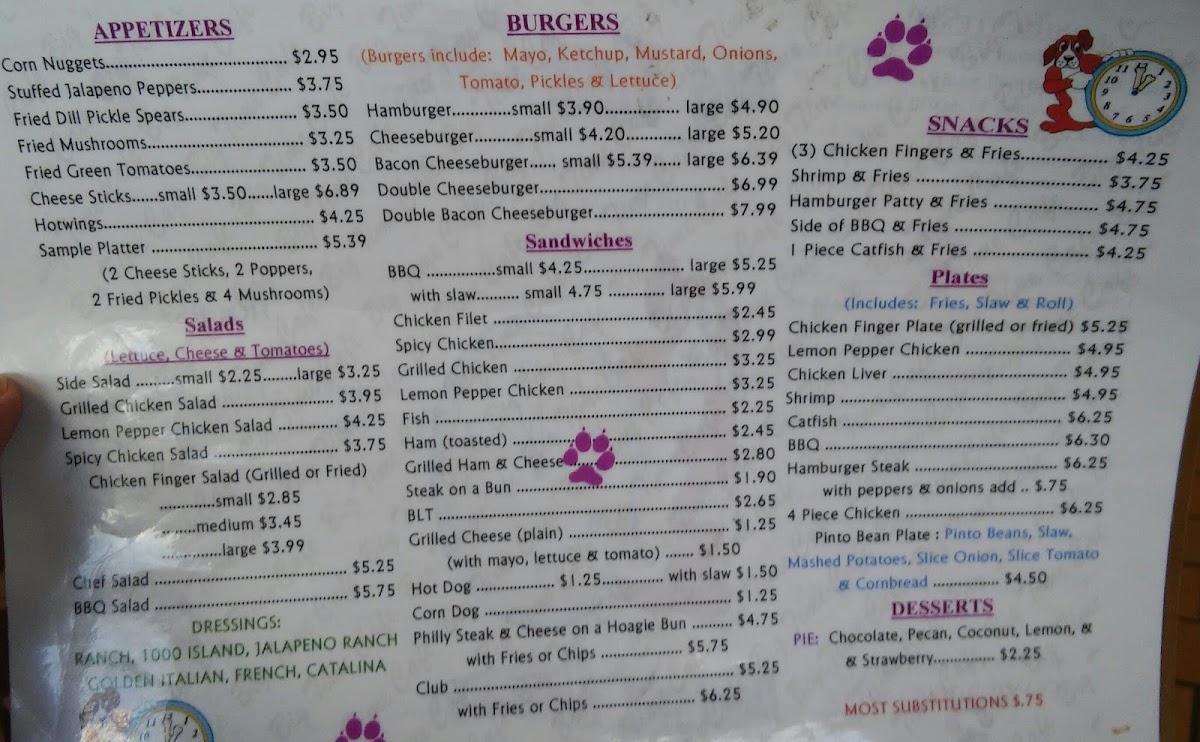 APPETIZERS
Corn Nuggets........................................ $2.95
Stuffed Jalapeno Peppers..................... $3.75
Fried Dill Pickle Spears......................... $3.50
Fried Mushrooms.................................. $3.25
Fried Green Tomatoes......................... $3.50
Cheese Sticks......small $3.50......large $6.89
Hotwings.............................................. $4.25
Sample Platter .................................... $5.39
(2 Cheese Sticks, 2 Poppers,
2 Fried Pickles & 4 Mushrooms)
Salads
(Lettuce, Cheese & Tomatoes)
Side Salad .........small $2.25........large $3.25
Grilled Chicken Salad ........................ $3.95
Lemon Pepper Chicken Salad ............. $4.25
Spicy Chicken Salad ........................... $3.75
Chicken Finger Salad (Grilled or Fried)
.............small $2.85
.........medium $3.45
..............large $3.99
Chef Salad .......................................... $5.25
BBQ Salad .......................................... $5.75
DRESSINGS:
RANCH, 1000 ISLAND, JALAPENO RANCH
GOLDEN ITALIAN, FRENCH, CATALINA
BURGERS
(Burgers include: Mayo, Ketchup, Mustard, Onions,
Tomato, Pickles & Lettuce)
Hamburger.............small $3.90................ large $4.90
Cheeseburger.............small $4.20............ large $5.20
Bacon Cheeseburger...... small $5.39...... large $6.39
Double Cheeseburger........................................ $6.99
Double Bacon Cheeseburger............................ $7.99
Sandwiches
BBQ ...............small $4.25...................... large $5.25
with slaw.......... small 4.75 ............. large $5.99
Chicken Filet .................................................. $2.45
Spicy Chicken.................................................. $2.99
Grilled Chicken ............................................... $3.25
Lemon Pepper Chicken ................................... $3.25
Fish ................................................................ $2.25
Ham (toasted) ................................................ $2.45
Grilled Ham & Cheese.................................... $2.80
Steak on a Bun ............................................... $1.90
BLT ................................................................ $2.65
Grilled Cheese (plain) .................................... $1.25
(with mayo, lettuce & tomato) ....... $1.50
Hot Dog ................. $1.25.............. with slaw $1.50
Corn Dog ...................................................... $1.25
Philly Steak & Cheese on a Hoagie Bun ......... $4.75
with Fries or Chips .................. $5.75
Club ............................................................... $5.25
with Fries or Chips ...................... $6.25
SNACKS
(3) Chicken Fingers & Fries.................. $4.25
Shrimp & Fries ..................................... $3.75
Hamburger Patty & Fries ..................... $4.75
Side of BBQ & Fries ............................. $4.75
1 Piece Catfish & Fries ........................ $4.25
Plates
(Includes: Fries, Slaw & Roll)
Chicken Finger Plate (grilled or fried) $5.25
Lemon Pepper Chicken ..................... $4.95
Chicken Liver .................................... $4.95
Shrimp .............................................. $4.95
Catfish .............................................. $6.25
BBQ .................................................. $6.30
Hamburger Steak .............................. $6.25
with peppers & onions add .. $.75
4 Piece Chicken ................................ $6.25
Pinto Bean Plate : Pinto Beans, Slaw,
Mashed Potatoes, Slice Onion, Slice Tomato
& Cornbread .............. $4.50
DESSERTS
PIE: Chocolate, Pecan, Coconut, Lemon, &
& Strawberry.............. $2.25
MOST SUBSTITUTIONS $.75